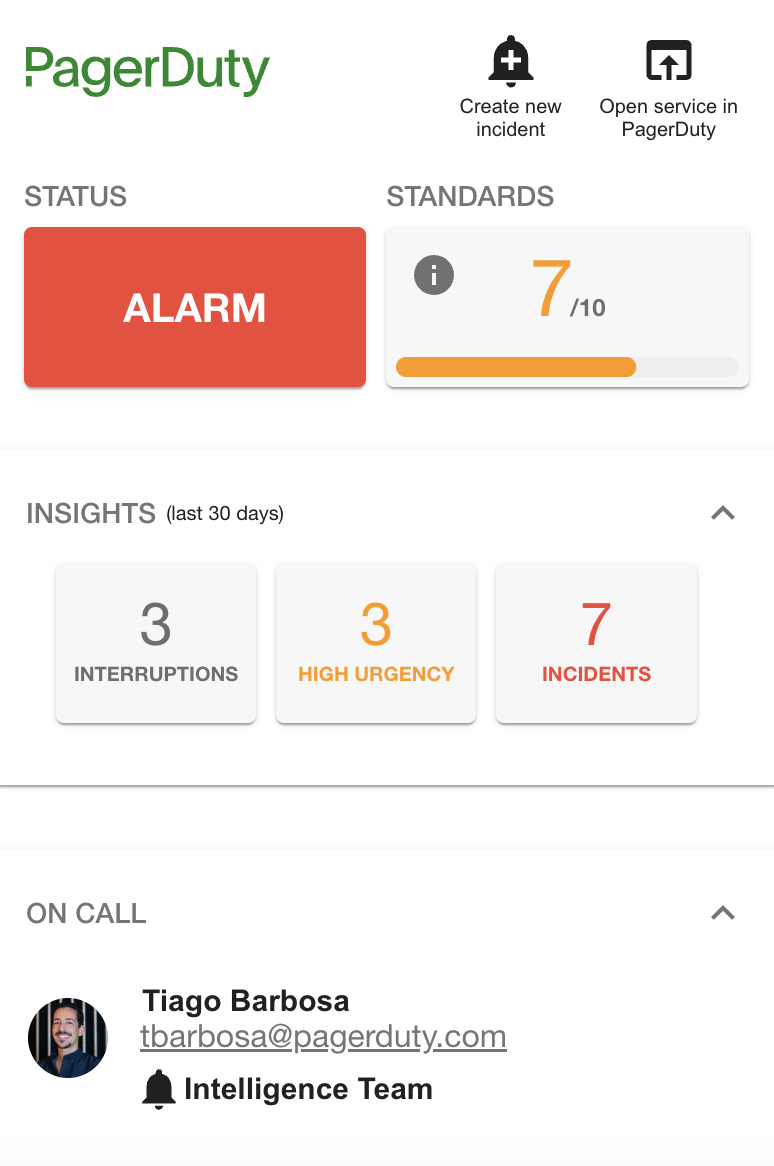 PagerDuty
Create new
incident
Open service in
PagerDuty
STATUS
STANDARDS
ALARM
i
7/10
INSIGHTS (last 30 days)
3
INTERRUPTIONS
3
HIGH URGENCY
7
INCIDENTS
ON CALL
Tiago Barbosa
tbarbosa@pagerduty.com
Intelligence Team